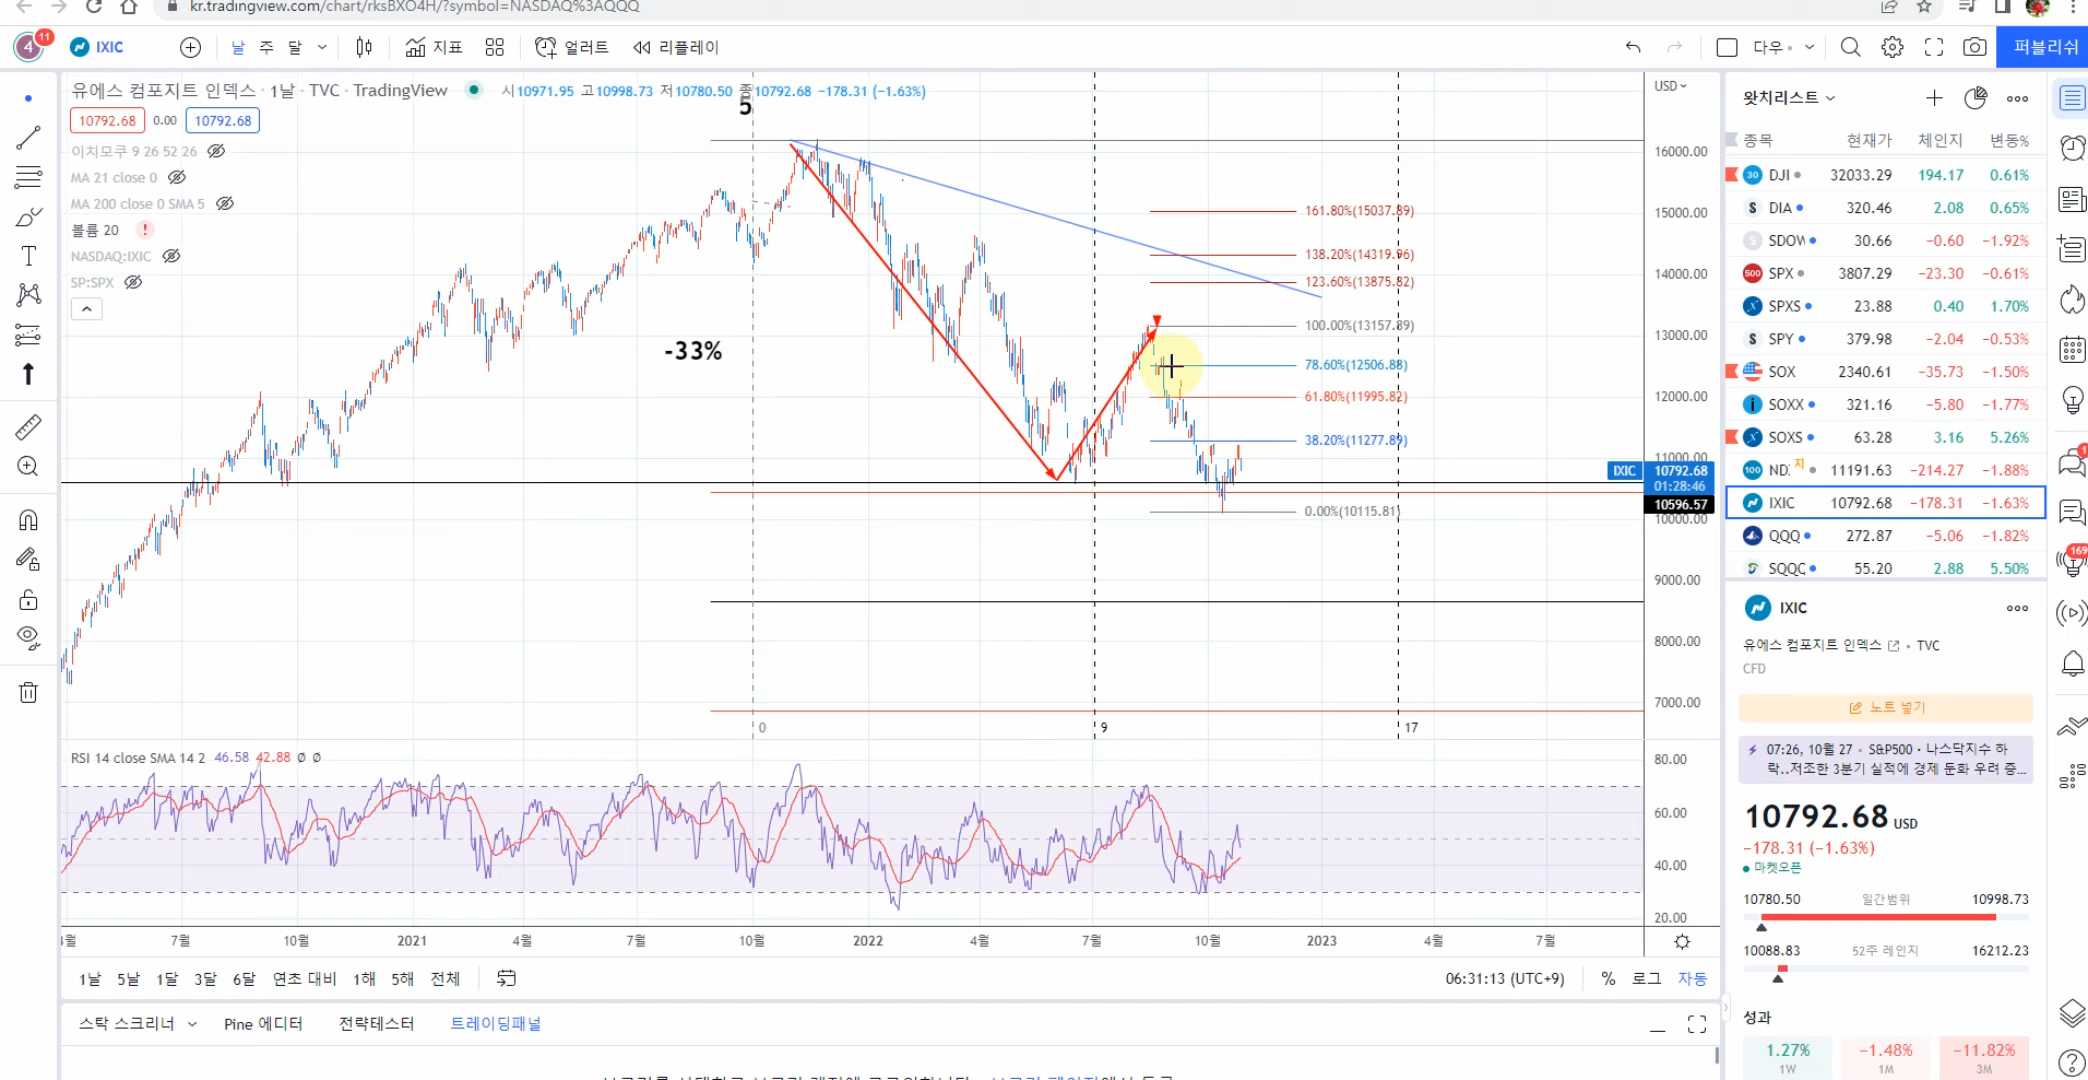 kr.tradingview.com/chart/rksBXO4H/?symbol=NASDAQ%3AQQQ
4 11 IXIC 날 주 달 지표 얼러트 리플레이 다우 퍼블리쉬
유에스 컴포지트 인덱스 · 1날 · TVC · TradingView 시10971.95 고10998.73 저10780.50 종10792.68 −178.31 (−1.63%)
5
10792.68 0.00 10792.68
이치모쿠 9 26 52 26
MA 21 close 0
MA 200 close 0 SMA 5
볼륨 20 !
NASDAQ:IXIC
SP:SPX
-33%
161.80%(15037.89)
138.20%(14319.96)
123.60%(13875.82)
100.00%(13157.89)
78.60%(12506.88)
61.80%(11995.82)
38.20%(11277.89)
0.00%(10115.81)
0 9 17
USD
16000.00
15000.00
14000.00
13000.00
12000.00
11000.00
IXIC 10792.68
01:28:46
10596.57
10000.00
9000.00
8000.00
7000.00
RSI 14 close SMA 14 2 46.58 42.88 Ø Ø
80.00
60.00
40.00
20.00
7월 10월 2021 4월 7월 10월 2022 4월 7월 10월 2023 4월 7월
1날 5날 1달 3달 6달 연초 대비 1해 5해 전체 06:31:13 (UTC+9) % 로그 자동
스탁 스크리너 Pine 에디터 전략테스터 트레이딩패널
왓치리스트
종목 현재가 체인지 변동%
30 DJI 32033.29 194.17 0.61%
S DIA 320.46 2.08 0.65%
S SDOW 30.66 −0.60 −1.92%
500 SPX 3807.29 −23.30 −0.61%
SPXS 23.88 0.40 1.70%
S SPY 379.98 −2.04 −0.53%
SOX 2340.61 −35.73 −1.50%
SOXX 321.16 −5.80 −1.77%
SOXS 63.28 3.16 5.26%
100 ND 지 11191.63 −214.27 −1.88%
IXIC 10792.68 −178.31 −1.63%
QQQ 272.87 −5.06 −1.82%
SQQQ 55.20 2.88 5.50%
IXIC
유에스 컴포지트 인덱스 · TVC
CFD
노트 넣기
07:26, 10월 27 · S&P500 · 나스닥지수 하
락..저조한 3분기 실적에 경제 둔화 우려 증...
10792.68 USD
−178.31 (−1.63%)
마켓오픈
10780.50 일간범위 10998.73
10088.83 52주 레인지 16212.23
성과
1.27% −1.48% −11.82%
1W 1M 3M
169